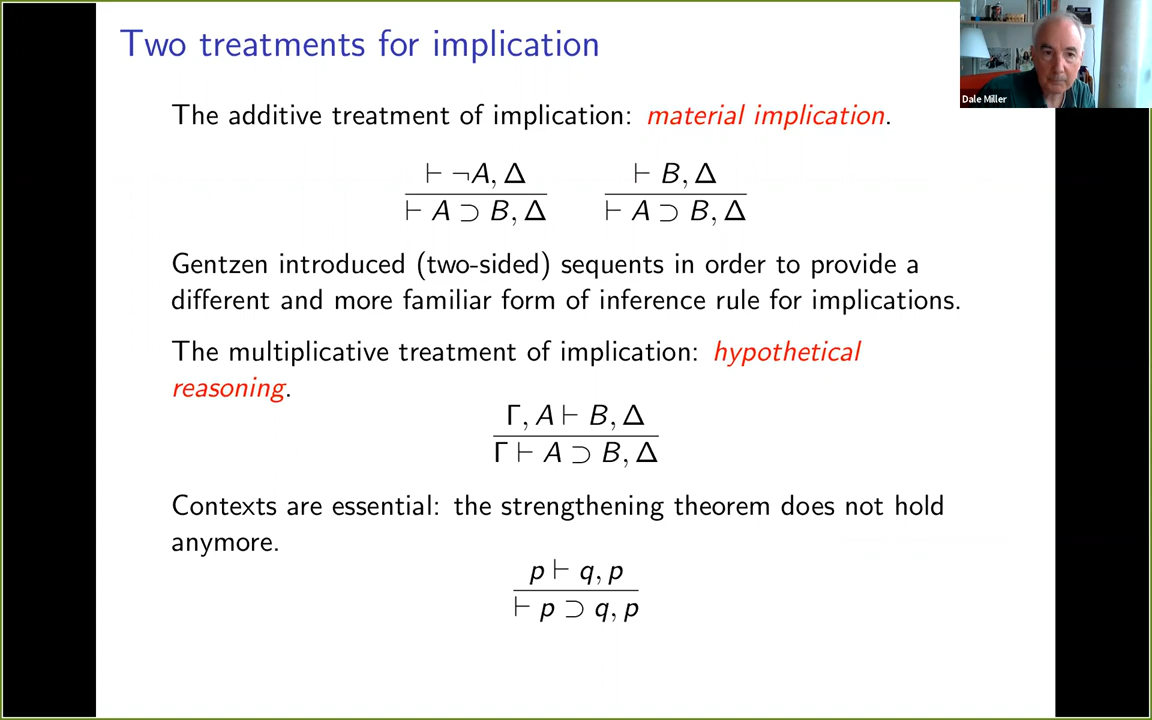 Two treatments for implication
Dale Miller
The additive treatment of implication: material implication.
⊢ ¬A, Δ
⊢ A ⊃ B, Δ
⊢ B, Δ
⊢ A ⊃ B, Δ
Gentzen introduced (two-sided) sequents in order to provide a
different and more familiar form of inference rule for implications.
The multiplicative treatment of implication: hypothetical
reasoning.
Γ, A ⊢ B, Δ
Γ ⊢ A ⊃ B, Δ
Contexts are essential: the strengthening theorem does not hold
anymore.
p ⊢ q, p
⊢ p ⊃ q, p